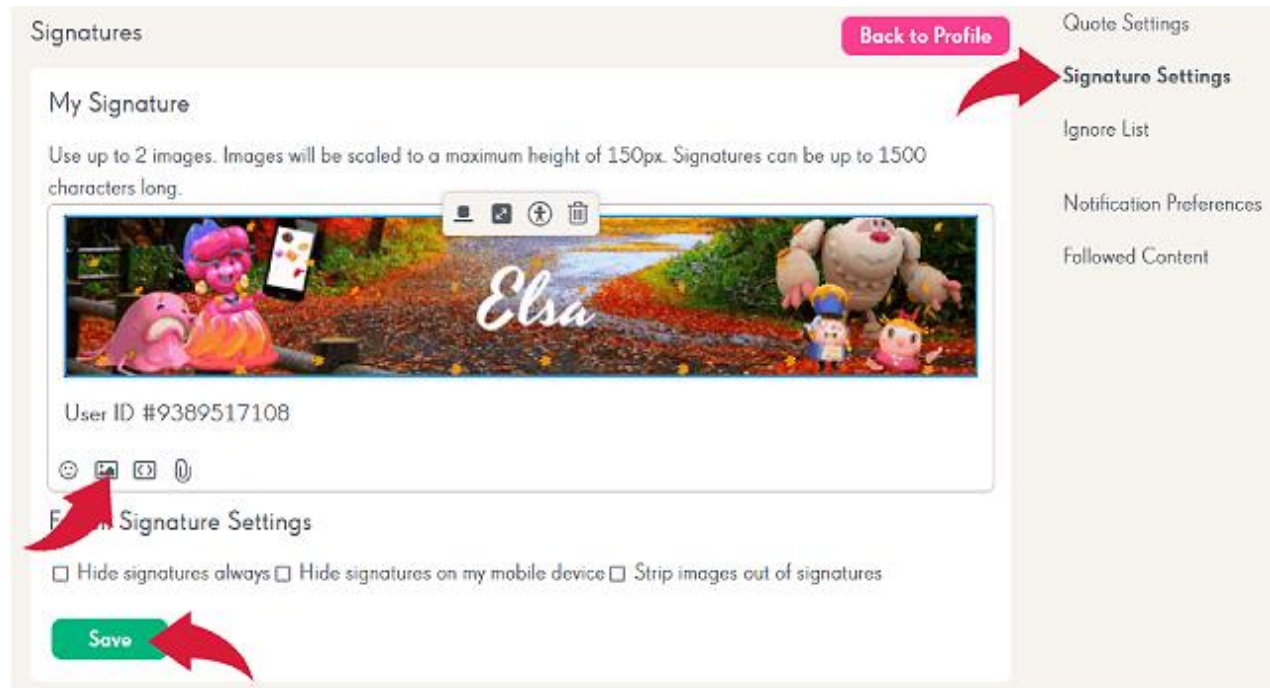 Signatures
Back to Profile
My Signature
Use up to 2 images. Images will be scaled to a maximum height of 150px. Signatures can be up to 1500
characters long.
Elsa
User ID #9389517108
Signature Settings
Hide signatures always
Hide signatures on my mobile device
Strip images out of signatures
Save
Quote Settings
Signature Settings
Ignore List
Notification Preferences
Followed Content